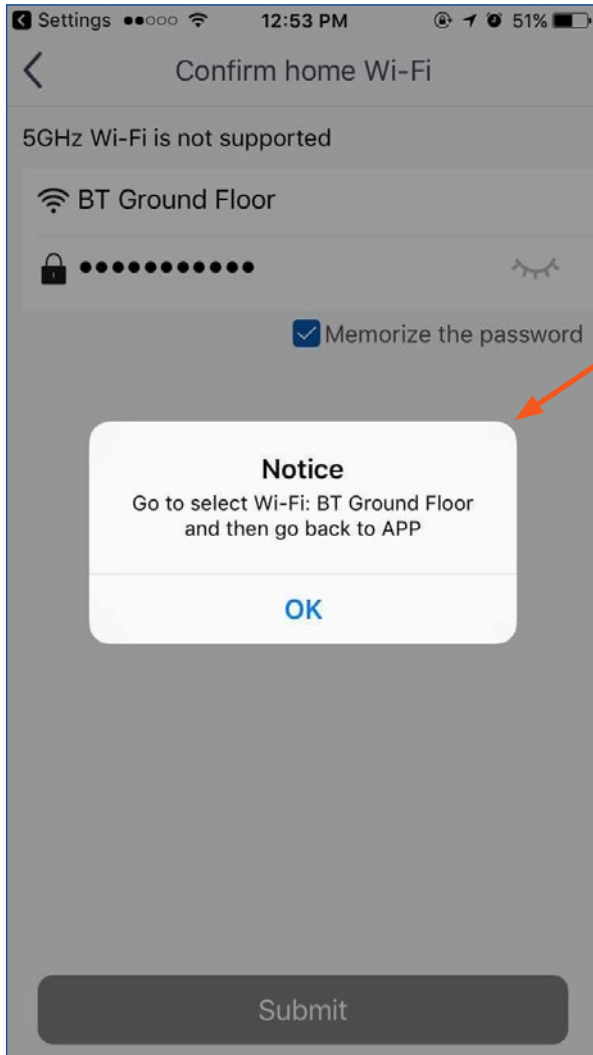 Settings 12:53 PM 51%
Confirm home Wi-Fi
5GHz Wi-Fi is not supported
BT Ground Floor
●●●●●●●●●●●
Memorize the password
Notice
Go to select Wi-Fi: BT Ground Floor
and then go back to APP
OK
Submit